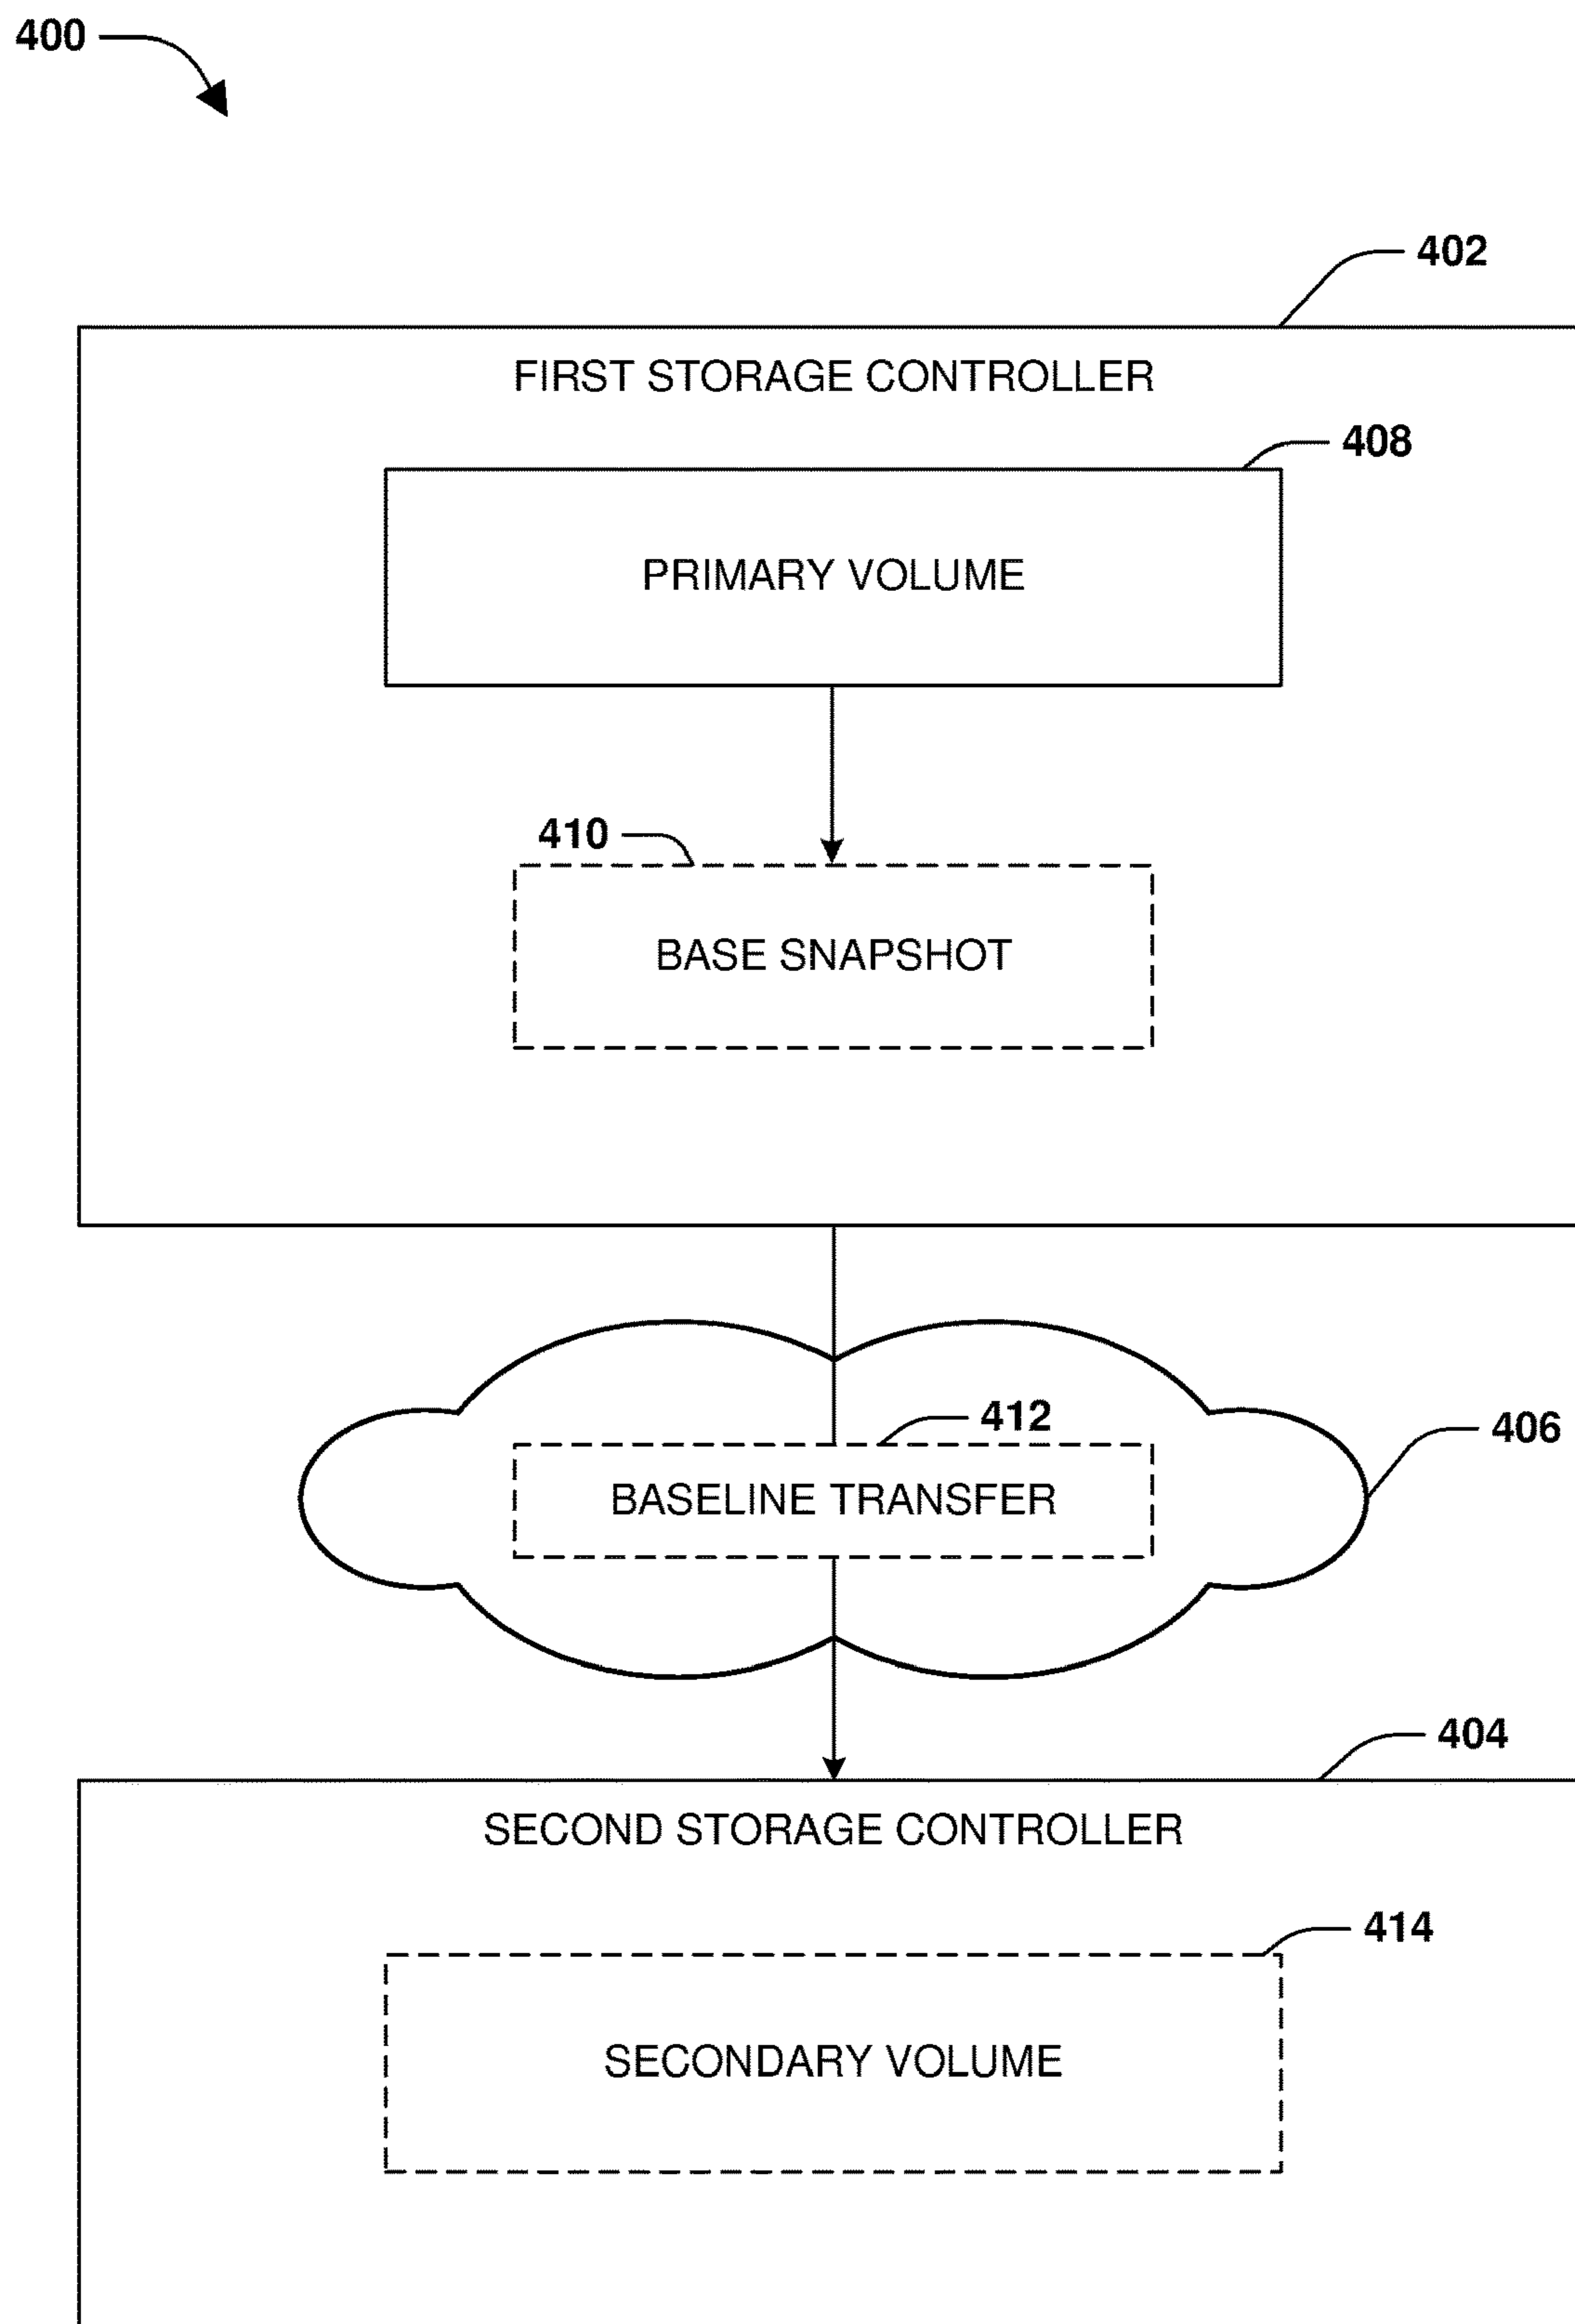 400
402
FIRST STORAGE CONTROLLER
408
PRIMARY VOLUME
410
BASE SNAPSHOT
412
406
BASELINE TRANSFER
404
SECOND STORAGE CONTROLLER
414
SECONDARY VOLUME